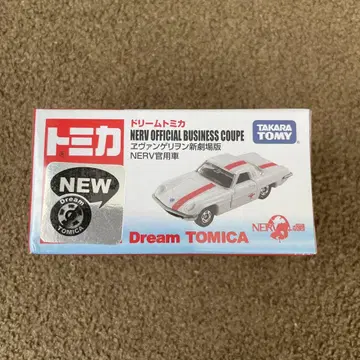 トミカ
ドリームトミカ
NERV OFFICIAL BUSINESS COUPE
ヱヴァンゲリヲン新劇場版
NERV官用車
TAKARA
TOMY
NEW
Dream
TOMICA
Dream TOMICA
NERV